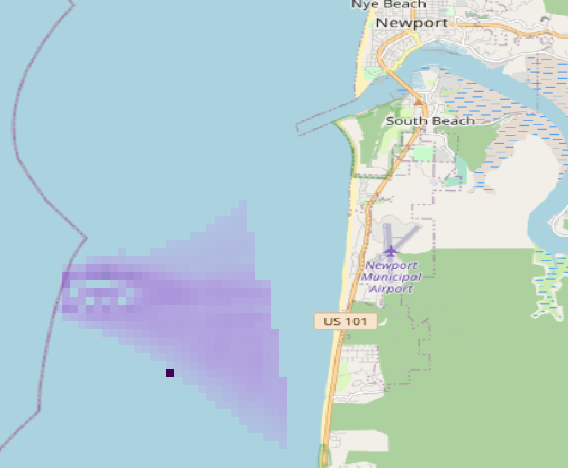 Nye Beach
Newport
South Beach
Newport
Municipal
Airport
US 101